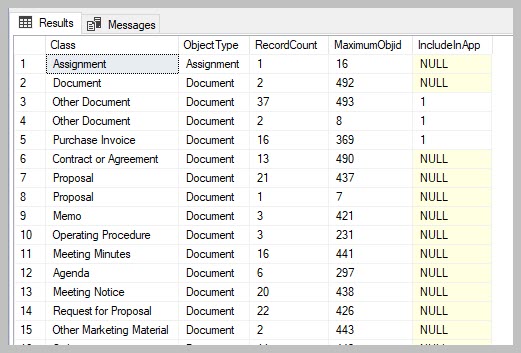 Results Messages
Class ObjectType RecordCount MaximumObjid IncludeInApp
1 Assignment Assignment 1 16 NULL
2 Document Document 2 492 NULL
3 Other Document Document 37 493 1
4 Other Document Document 2 8 1
5 Purchase Invoice Document 16 369 1
6 Contract or Agreement Document 13 490 NULL
7 Proposal Document 21 437 NULL
8 Proposal Document 1 7 NULL
9 Memo Document 3 421 NULL
10 Operating Procedure Document 3 231 NULL
11 Meeting Minutes Document 16 441 NULL
12 Agenda Document 6 297 NULL
13 Meeting Notice Document 20 438 NULL
14 Request for Proposal Document 22 426 NULL
15 Other Marketing Material Document 2 443 NULL